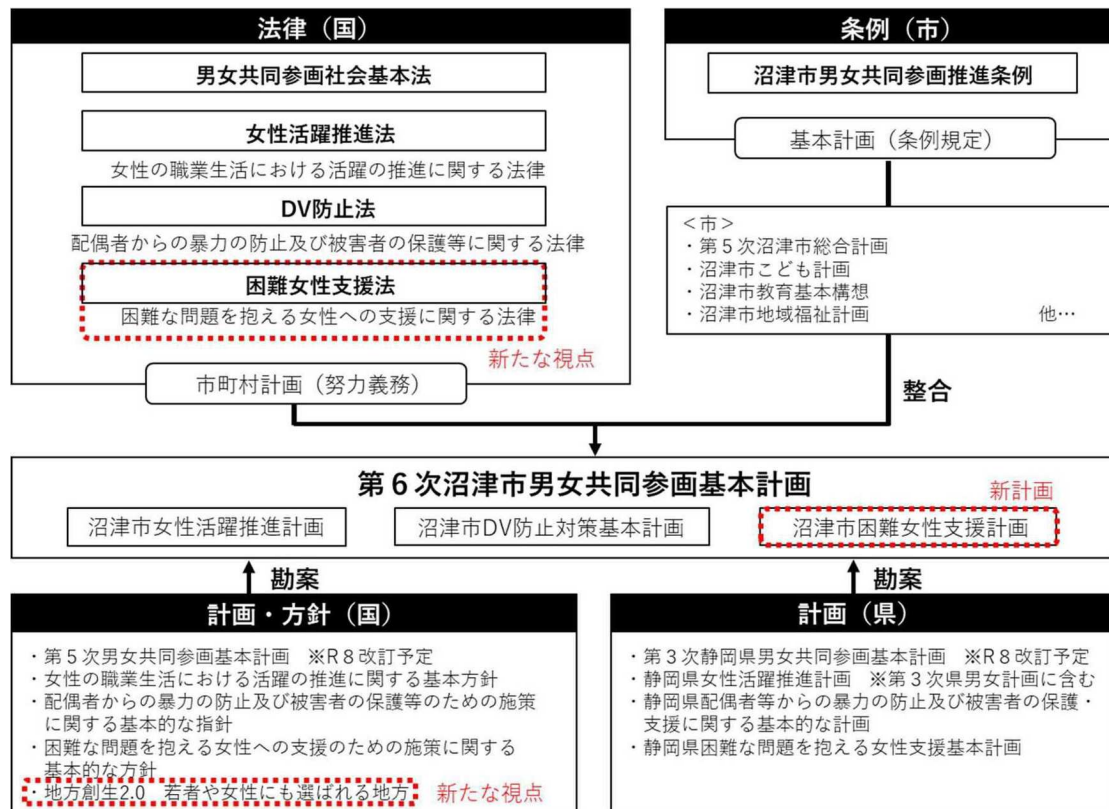 法律（国）
男女共同参画社会基本法
女性活躍推進法
女性の職業生活における活躍の推進に関する法律
DV防止法
配偶者からの暴力の防止及び被害者の保護等に関する法律
困難女性支援法
困難な問題を抱える女性への支援に関する法律
新たな視点
市町村計画（努力義務）
条例（市）
沼津市男女共同参画推進条例
基本計画（条例規定）
＜市＞
・第５次沼津市総合計画
・沼津市こども計画
・沼津市教育基本構想
・沼津市地域福祉計画　他…
整合
第６次沼津市男女共同参画基本計画
新計画
沼津市女性活躍推進計画
沼津市DV防止対策基本計画
沼津市困難女性支援計画
勘案
勘案
計画・方針（国）
・第５次男女共同参画基本計画　※R８改訂予定
・女性の職業生活における活躍の推進に関する基本方針
・配偶者からの暴力の防止及び被害者の保護等のための施策
に関する基本的な指針
・困難な問題を抱える女性への支援のための施策に関する
基本的な方針
・地方創生2.0　若者や女性にも選ばれる地方
新たな視点
計画（県）
・第３次静岡県男女共同参画基本計画　※R８改訂予定
・静岡県女性活躍推進計画　※第３次県男女計画に含む
・静岡県配偶者等からの暴力の防止及び被害者の保護・
支援に関する基本的な計画
・静岡県困難な問題を抱える女性支援基本計画